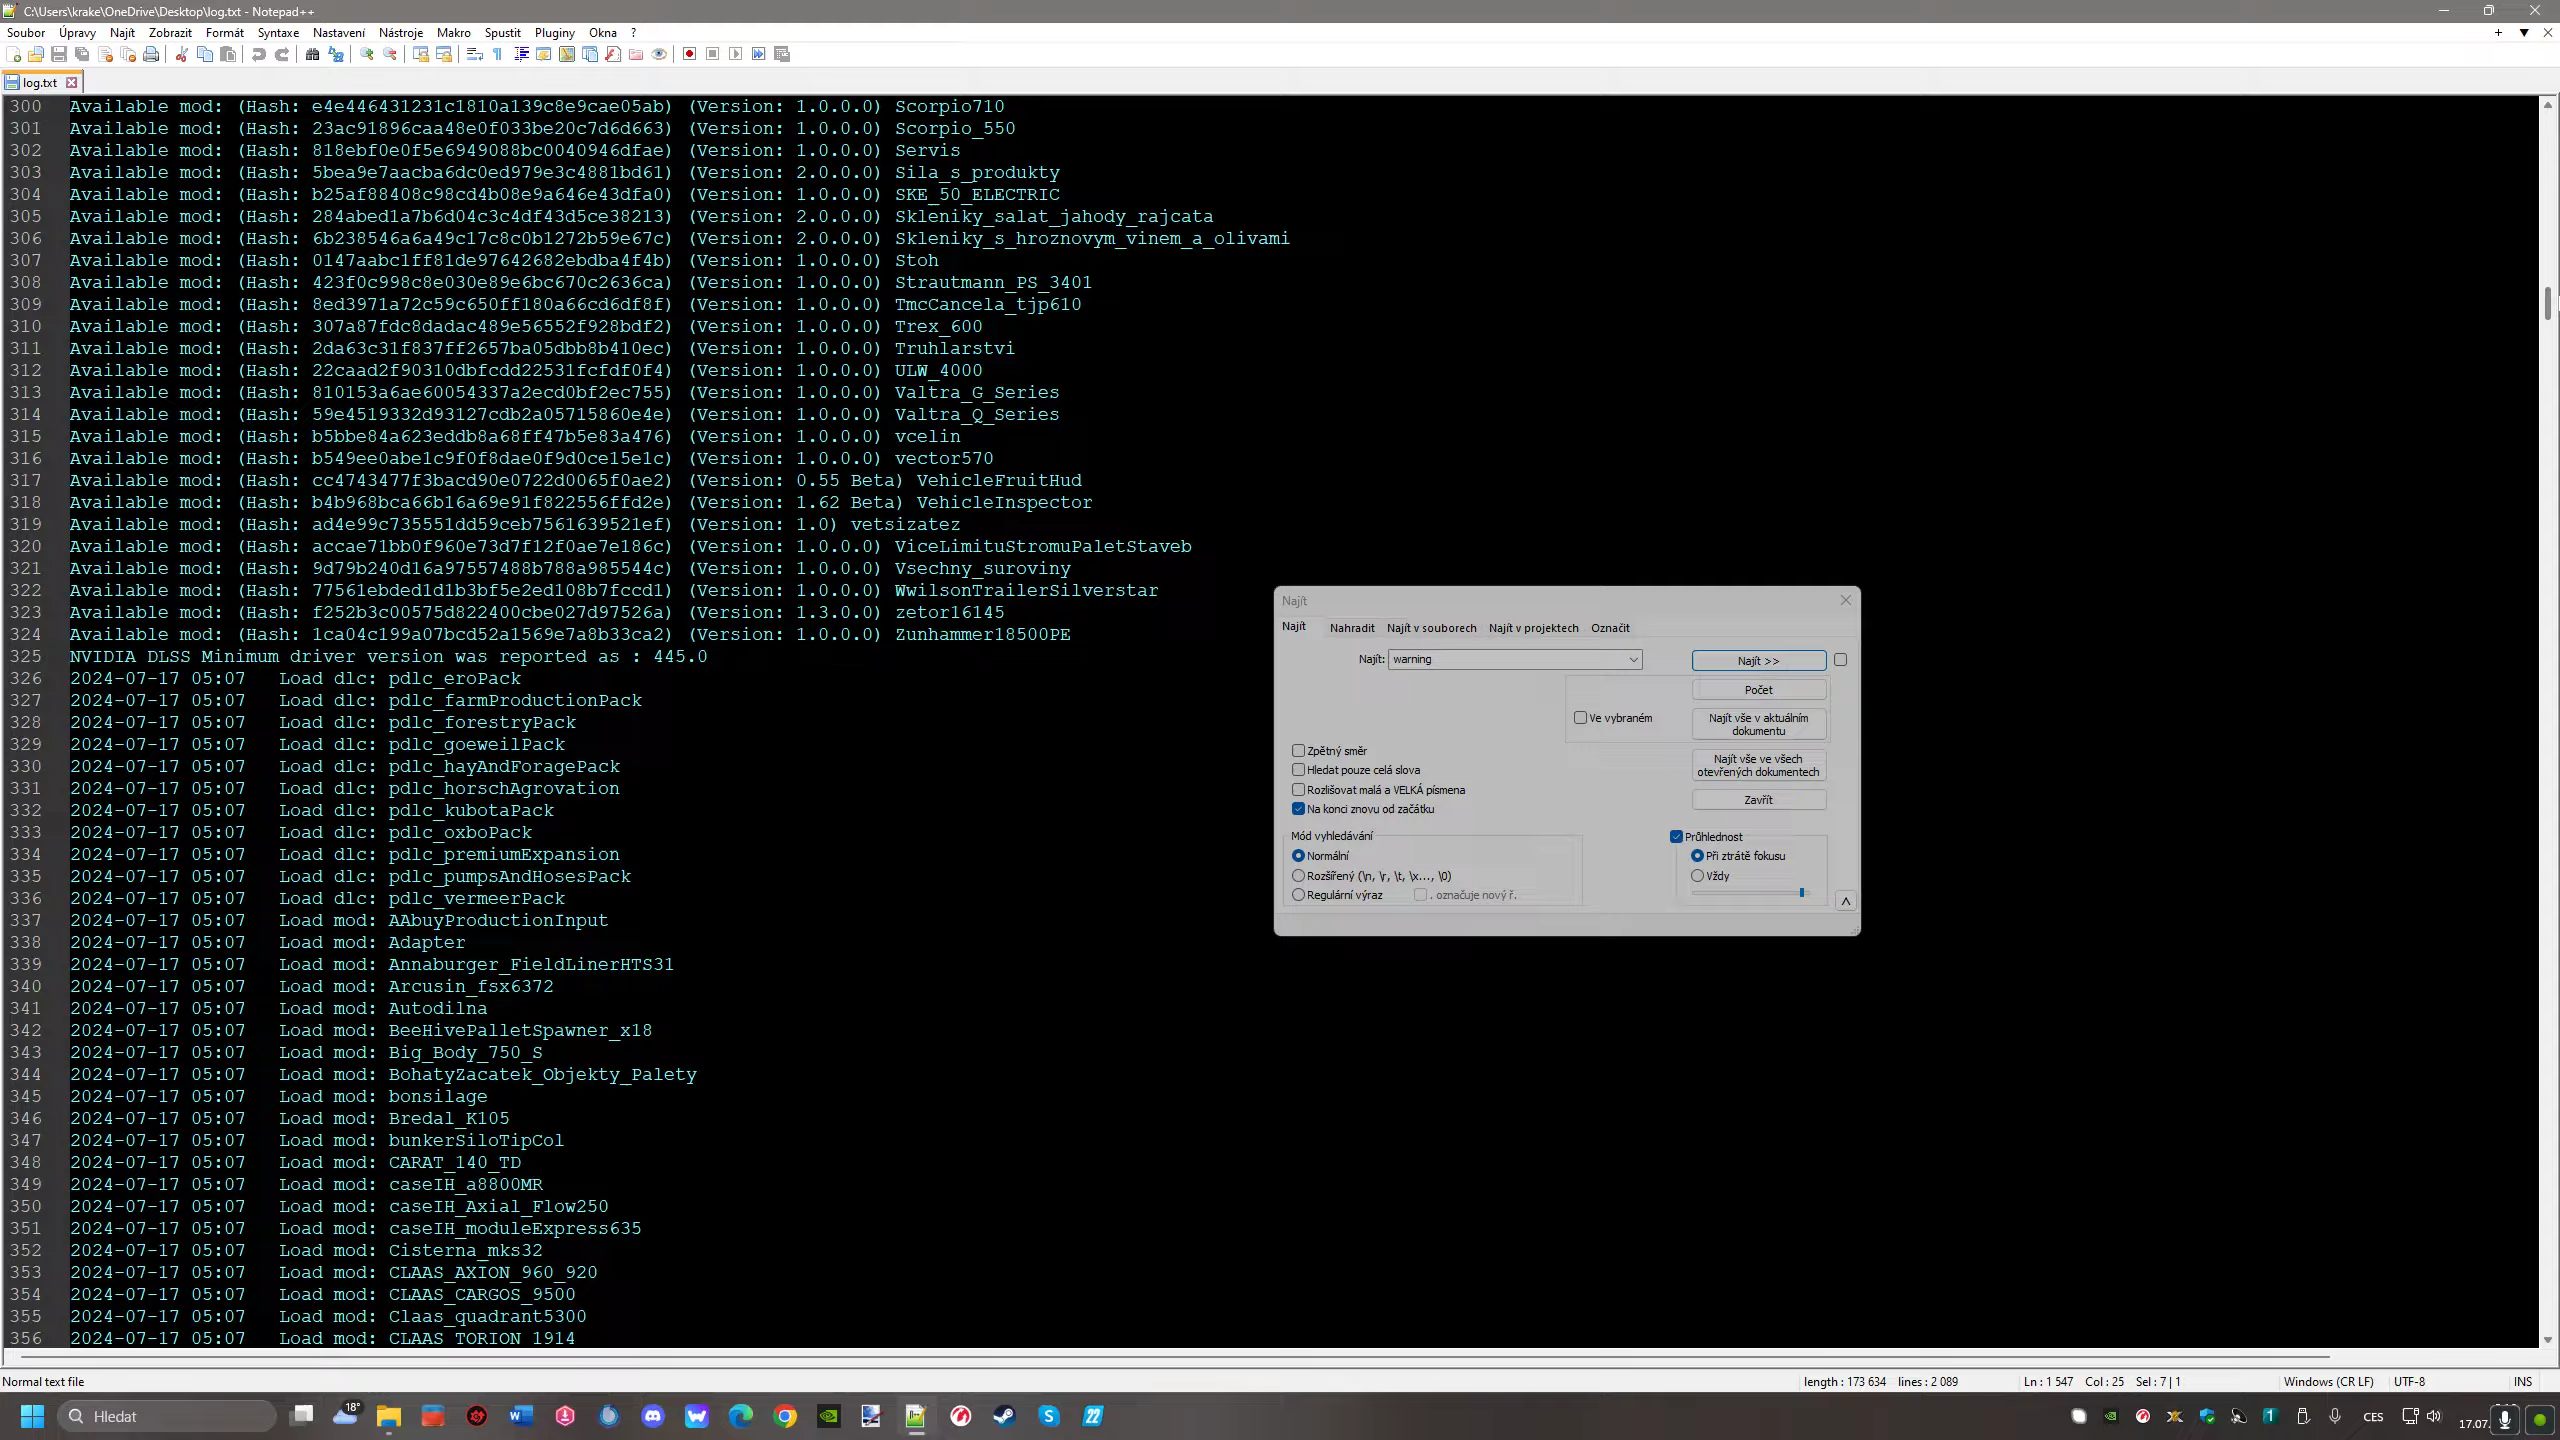 C:\Users\krake\OneDrive\Desktop\log.txt - Notepad++
Soubor Úpravy Najít Zobrazit Formát Syntaxe Nastavení Nástroje Makro Spustit Pluginy Okna ?
log.txt
300 Available mod: (Hash: e4e446431231c1810a139c8e9cae05ab) (Version: 1.0.0.0) Scorpio710
301 Available mod: (Hash: 23ac91896caa48e0f033be20c7d6d663) (Version: 1.0.0.0) Scorpio_550
302 Available mod: (Hash: 818ebf0e0f5e6949088bc0040946dfae) (Version: 1.0.0.0) Servis
303 Available mod: (Hash: 5bea9e7aacba6dc0ed979e3c4881bd61) (Version: 2.0.0.0) Sila_s_produkty
304 Available mod: (Hash: b25af88408c98cd4b08e9a646e43dfa0) (Version: 1.0.0.0) SKE_50_ELECTRIC
305 Available mod: (Hash: 284abed1a7b6d04c3c4df43d5ce38213) (Version: 2.0.0.0) Skleniky_salat_jahody_rajcata
306 Available mod: (Hash: 6b238546a6a49c17c8c0b1272b59e67c) (Version: 2.0.0.0) Skleniky_s_hroznovym_vinem_a_olivami
307 Available mod: (Hash: 0147aabc1ff81de97642682ebdba4f4b) (Version: 1.0.0.0) Stoh
308 Available mod: (Hash: 423f0c998c8e030e89e6bc670c2636ca) (Version: 1.0.0.0) Strautmann_PS_3401
309 Available mod: (Hash: 8ed3971a72c59c650ff180a66cd6df8f) (Version: 1.0.0.0) TmcCancela_tjp610
310 Available mod: (Hash: 307a87fdc8dadac489e56552f928bdf2) (Version: 1.0.0.0) Trex_600
311 Available mod: (Hash: 2da63c31f837ff2657ba05dbb8b410ec) (Version: 1.0.0.0) Truhlarstvi
312 Available mod: (Hash: 22caad2f90310dbfcdd22531fcfdf0f4) (Version: 1.0.0.0) ULW_4000
313 Available mod: (Hash: 810153a6ae60054337a2ecd0bf2ec755) (Version: 1.0.0.0) Valtra_G_Series
314 Available mod: (Hash: 59e4519332d93127cdb2a05715860e4e) (Version: 1.0.0.0) Valtra_Q_Series
315 Available mod: (Hash: b5bbe84a623eddb8a68ff47b5e83a476) (Version: 1.0.0.0) vcelin
316 Available mod: (Hash: b549ee0abe1c9f0f8dae0f9d0ce15e1c) (Version: 1.0.0.0) vector570
317 Available mod: (Hash: cc4743477f3bacd90e0722d0065f0ae2) (Version: 0.55 Beta) VehicleFruitHud
318 Available mod: (Hash: b4b968bca66b16a69e91f822556ffd2e) (Version: 1.62 Beta) VehicleInspector
319 Available mod: (Hash: ad4e99c735551dd59ceb7561639521ef) (Version: 1.0) vetsizatez
320 Available mod: (Hash: accae71bb0f960e73d7f12f0ae7e186c) (Version: 1.0.0.0) ViceLimituStromuPaletStaveb
321 Available mod: (Hash: 9d79b240d16a97557488b788a985544c) (Version: 1.0.0.0) Vsechny_suroviny
322 Available mod: (Hash: 77561ebded1d1b3bf5e2ed108b7fccd1) (Version: 1.0.0.0) WwilsonTrailerSilverstar
323 Available mod: (Hash: f252b3c00575d822400cbe027d97526a) (Version: 1.3.0.0) zetor16145
324 Available mod: (Hash: 1ca04c199a07bcd52a1569e7a8b33ca2) (Version: 1.0.0.0) Zunhammer18500PE
325 NVIDIA DLSS Minimum driver version was reported as : 445.0
326 2024-07-17 05:07 Load dlc: pdlc_eroPack
327 2024-07-17 05:07 Load dlc: pdlc_farmProductionPack
328 2024-07-17 05:07 Load dlc: pdlc_forestryPack
329 2024-07-17 05:07 Load dlc: pdlc_goeweilPack
330 2024-07-17 05:07 Load dlc: pdlc_hayAndForagePack
331 2024-07-17 05:07 Load dlc: pdlc_horschAgrovation
332 2024-07-17 05:07 Load dlc: pdlc_kubotaPack
333 2024-07-17 05:07 Load dlc: pdlc_oxboPack
334 2024-07-17 05:07 Load dlc: pdlc_premiumExpansion
335 2024-07-17 05:07 Load dlc: pdlc_pumpsAndHosesPack
336 2024-07-17 05:07 Load dlc: pdlc_vermeerPack
337 2024-07-17 05:07 Load mod: AAbuyProductionInput
338 2024-07-17 05:07 Load mod: Adapter
339 2024-07-17 05:07 Load mod: Annaburger_FieldLinerHTS31
340 2024-07-17 05:07 Load mod: Arcusin_fsx6372
341 2024-07-17 05:07 Load mod: Autodilna
342 2024-07-17 05:07 Load mod: BeeHivePalletSpawner_x18
343 2024-07-17 05:07 Load mod: Big_Body_750_S
344 2024-07-17 05:07 Load mod: BohatyZacatek_Objekty_Palety
345 2024-07-17 05:07 Load mod: bonsilage
346 2024-07-17 05:07 Load mod: Bredal_K105
347 2024-07-17 05:07 Load mod: bunkerSiloTipCol
348 2024-07-17 05:07 Load mod: CARAT_140_TD
349 2024-07-17 05:07 Load mod: caseIH_a8800MR
350 2024-07-17 05:07 Load mod: caseIH_Axial_Flow250
351 2024-07-17 05:07 Load mod: caseIH_moduleExpress635
352 2024-07-17 05:07 Load mod: Cisterna_mks32
353 2024-07-17 05:07 Load mod: CLAAS_AXION_960_920
354 2024-07-17 05:07 Load mod: CLAAS_CARGOS_9500
355 2024-07-17 05:07 Load mod: Claas_quadrant5300
356 2024-07-17 05:07 Load mod: CLAAS_TORION_1914
Najít
Najít Nahradit Najít v souborech Najít v projektech Označit
Najít: warning
Najít >>
Počet
Ve vybraném
Najít vše v aktuálním
dokumentu
Zpětný směr
Najít vše ve všech
otevřených dokumentech
Hledat pouze celá slova
Rozlišovat malá a VELKÁ písmena
Zavřít
Na konci znovu od začátku
Mód vyhledávání
Průhlednost
Normální
Při ztrátě fokusu
Rozšířený (\n, \r, \t, \x..., \0)
Vždy
Regulární výraz . označuje nový ř.
Normal text file length : 173 634 lines : 2 089 Ln : 1 547 Col : 25 Sel : 7 | 1 Windows (CR LF) UTF-8 INS
Hledat
18°
22
CES
17.07.